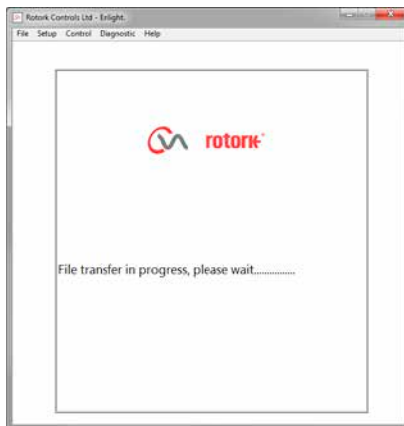 Rotork Controls Ltd - Enlight.
File Setup Control Diagnostic Help
rotork
File transfer in progress, please wait................